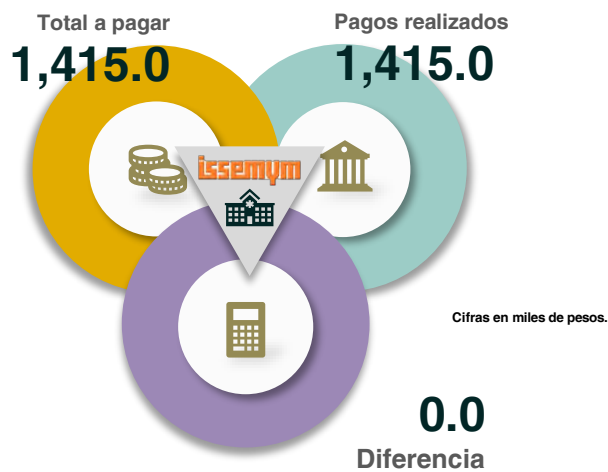 Total a pagar
1,415.0
Pagos realizados
1,415.0
issemym
Cifras en miles de pesos.
0.0
Diferencia